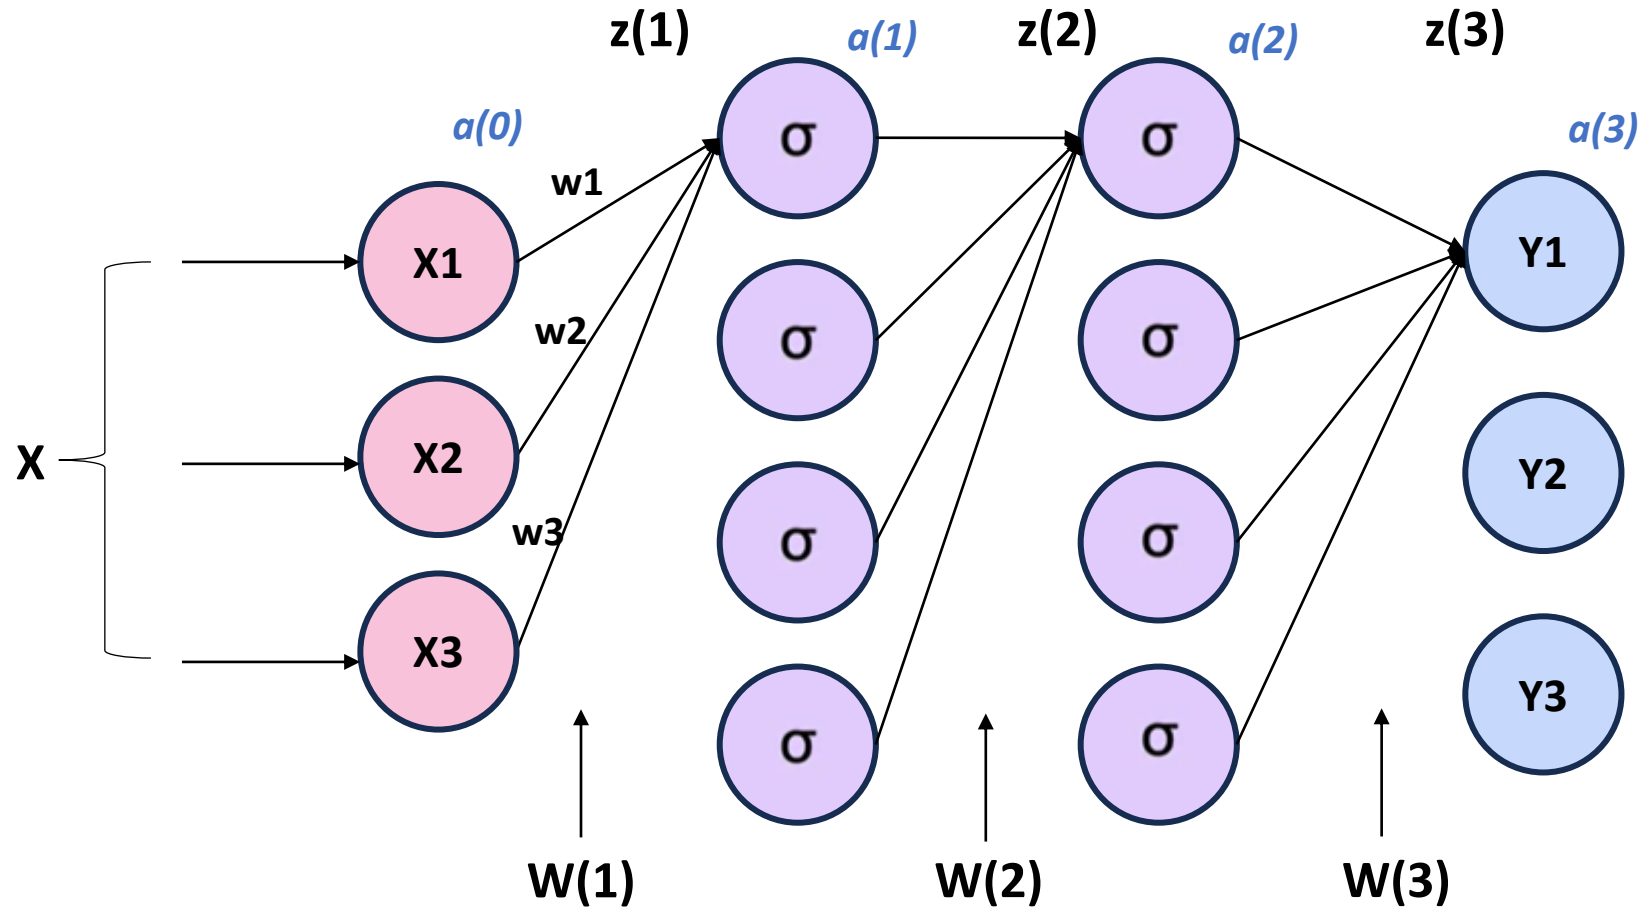 z(1)
a(1)
z(2)
a(2)
z(3)
a(0)
a(3)
w1
w2
w3
X
X1
X2
X3
σ
σ
σ
σ
σ
σ
σ
σ
Y1
Y2
Y3
W(1)
W(2)
W(3)